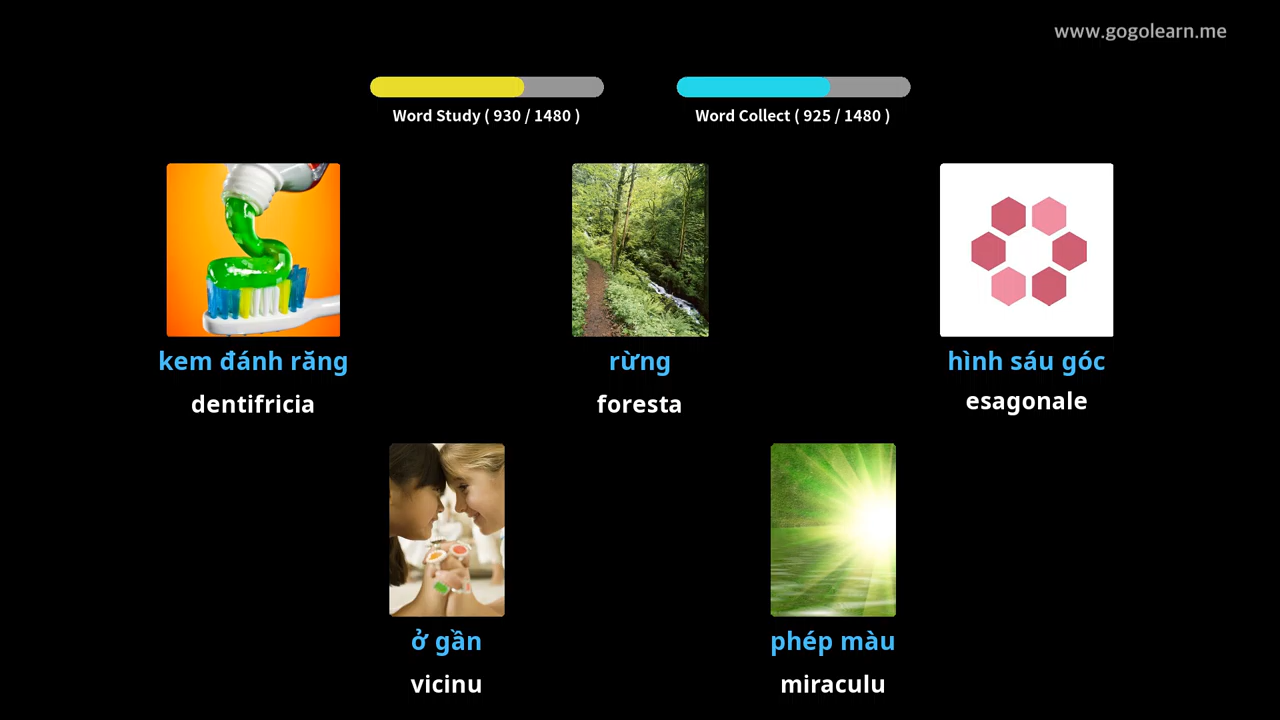 www.gogolearn.me
Word Study ( 930 / 1480 )
Word Collect ( 925 / 1480 )
kem đánh răng
dentifricia
rừng
foresta
hình sáu góc
esagonale
ở gần
vicinu
phép màu
miraculu